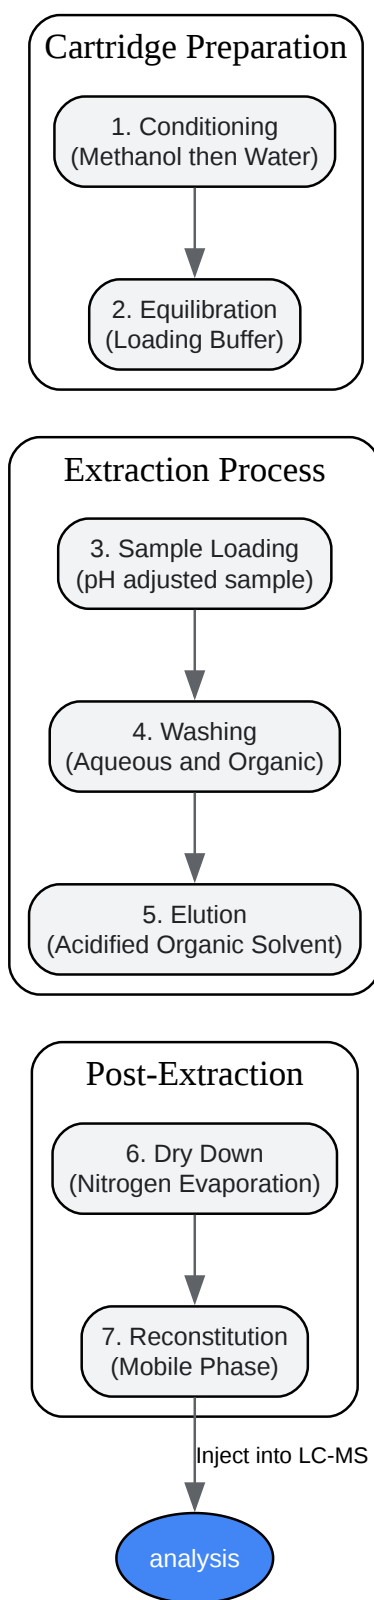 Cartridge Preparation
1. Conditioning
(Methanol then Water)
2. Equilibration
(Loading Buffer)
Extraction Process
3. Sample Loading
(pH adjusted sample)
4. Washing
(Aqueous and Organic)
5. Elution
(Acidified Organic Solvent)
Post-Extraction
6. Dry Down
(Nitrogen Evaporation)
7. Reconstitution
(Mobile Phase)
Inject into LC-MS
analysis